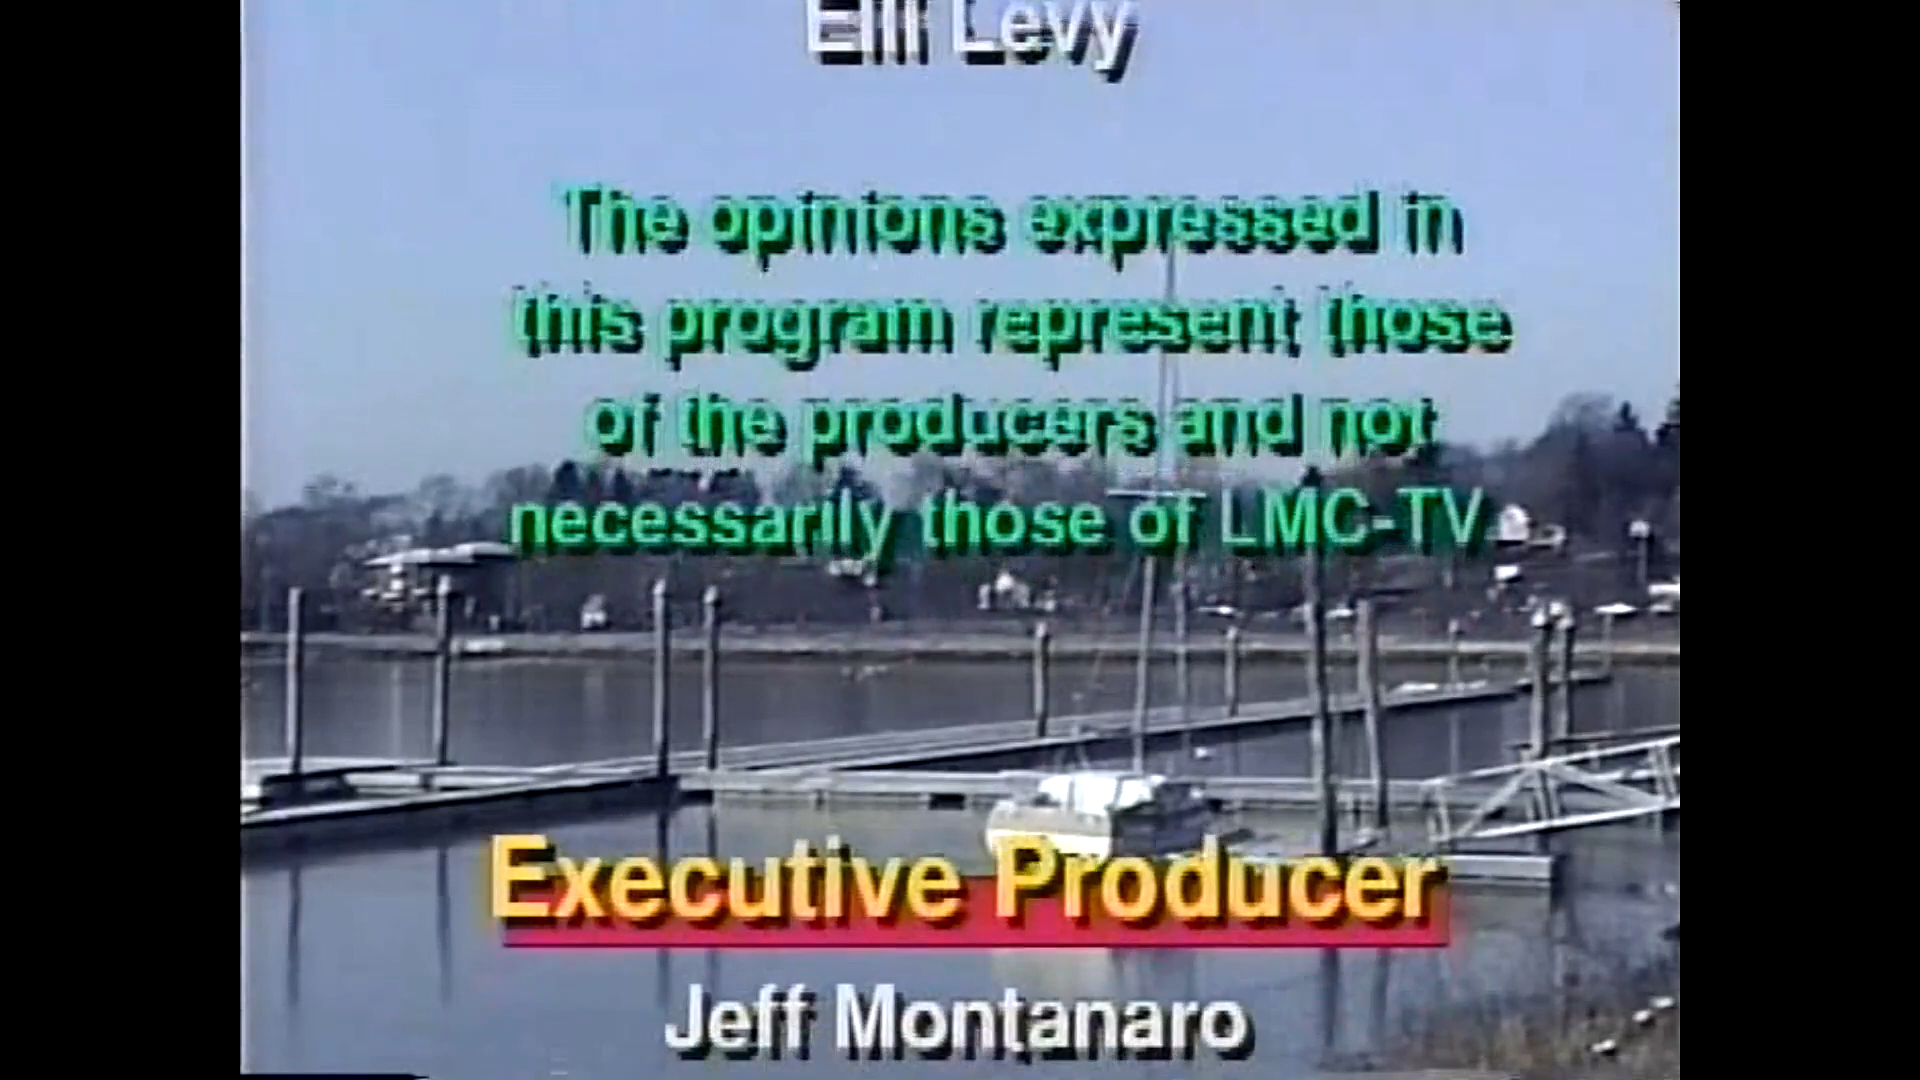 Elli Levy
The opinions expressed in
this program represent those
of the producers and not
necessarily those of LMC-TV
Executive Producer
Jeff Montanaro